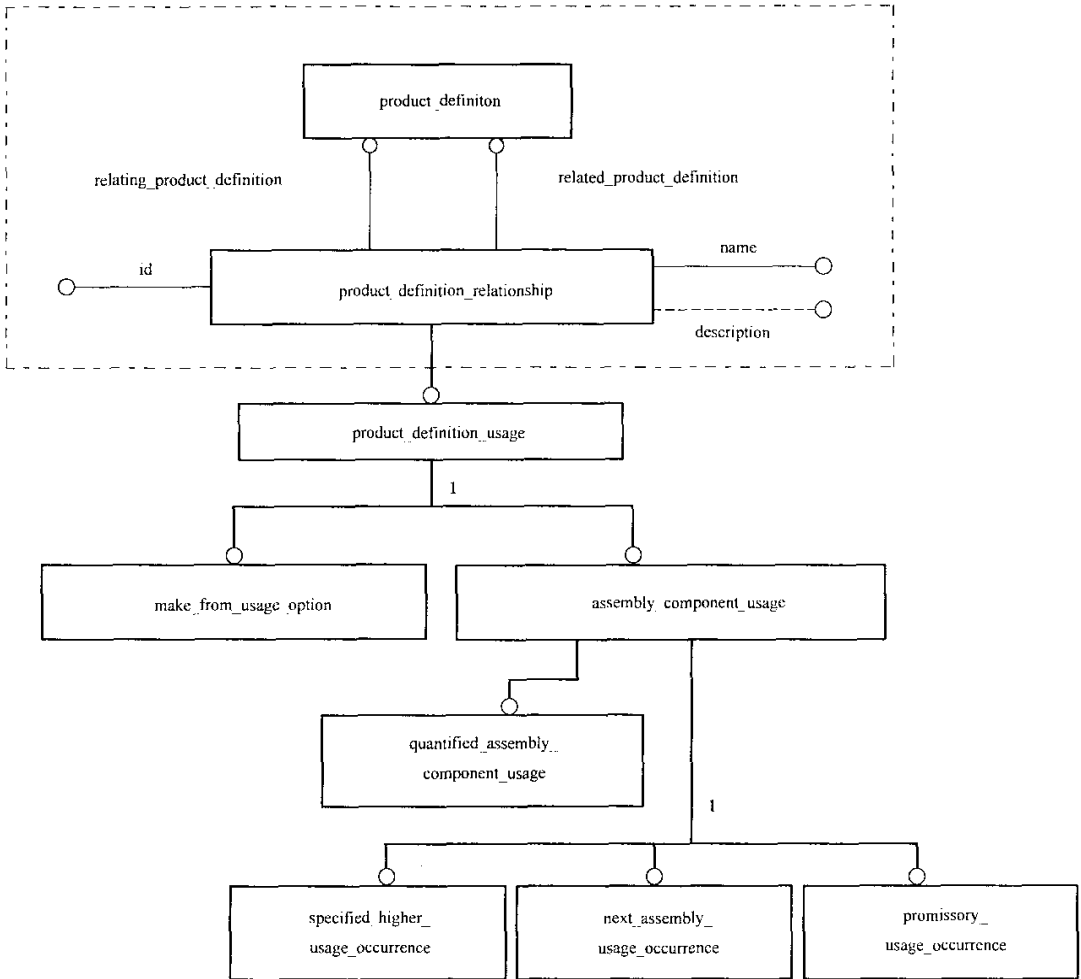 product_definiton
relating_product_definition
related_product_definition
name
id
product_definition_relationship
description
product_definition_usage
1
make_from_usage_option
assembly_component_usage
quantified_assembly_
component_usage
1
specified_higher_
usage_occurrence
next_assembly_
usage_occurrence
promissory_
usage_occurrence